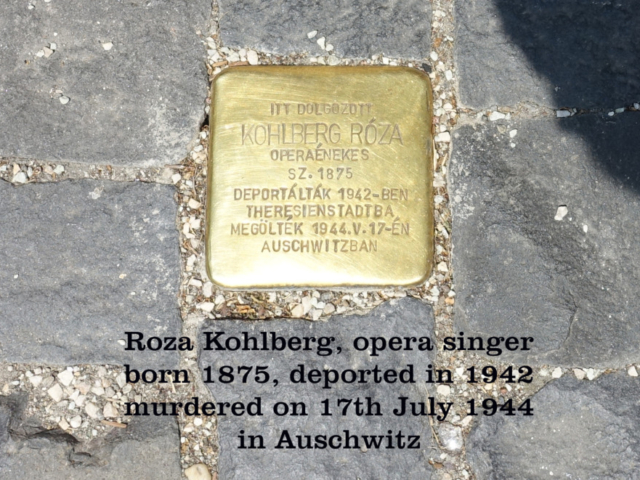 ITT DOLGOZOTT
KOHLBERG RÓZA
OPERAÉNEKES
SZ. 1875
DEPORTÁLTÁK 1942-BEN
THERESIENSTADTBA
MEGÖLTÉK 1944.V.17-ÉN
AUSCHWITZBAN
Roza Kohlberg, opera singer
born 1875, deported in 1942
murdered on 17th July 1944
in Auschwitz